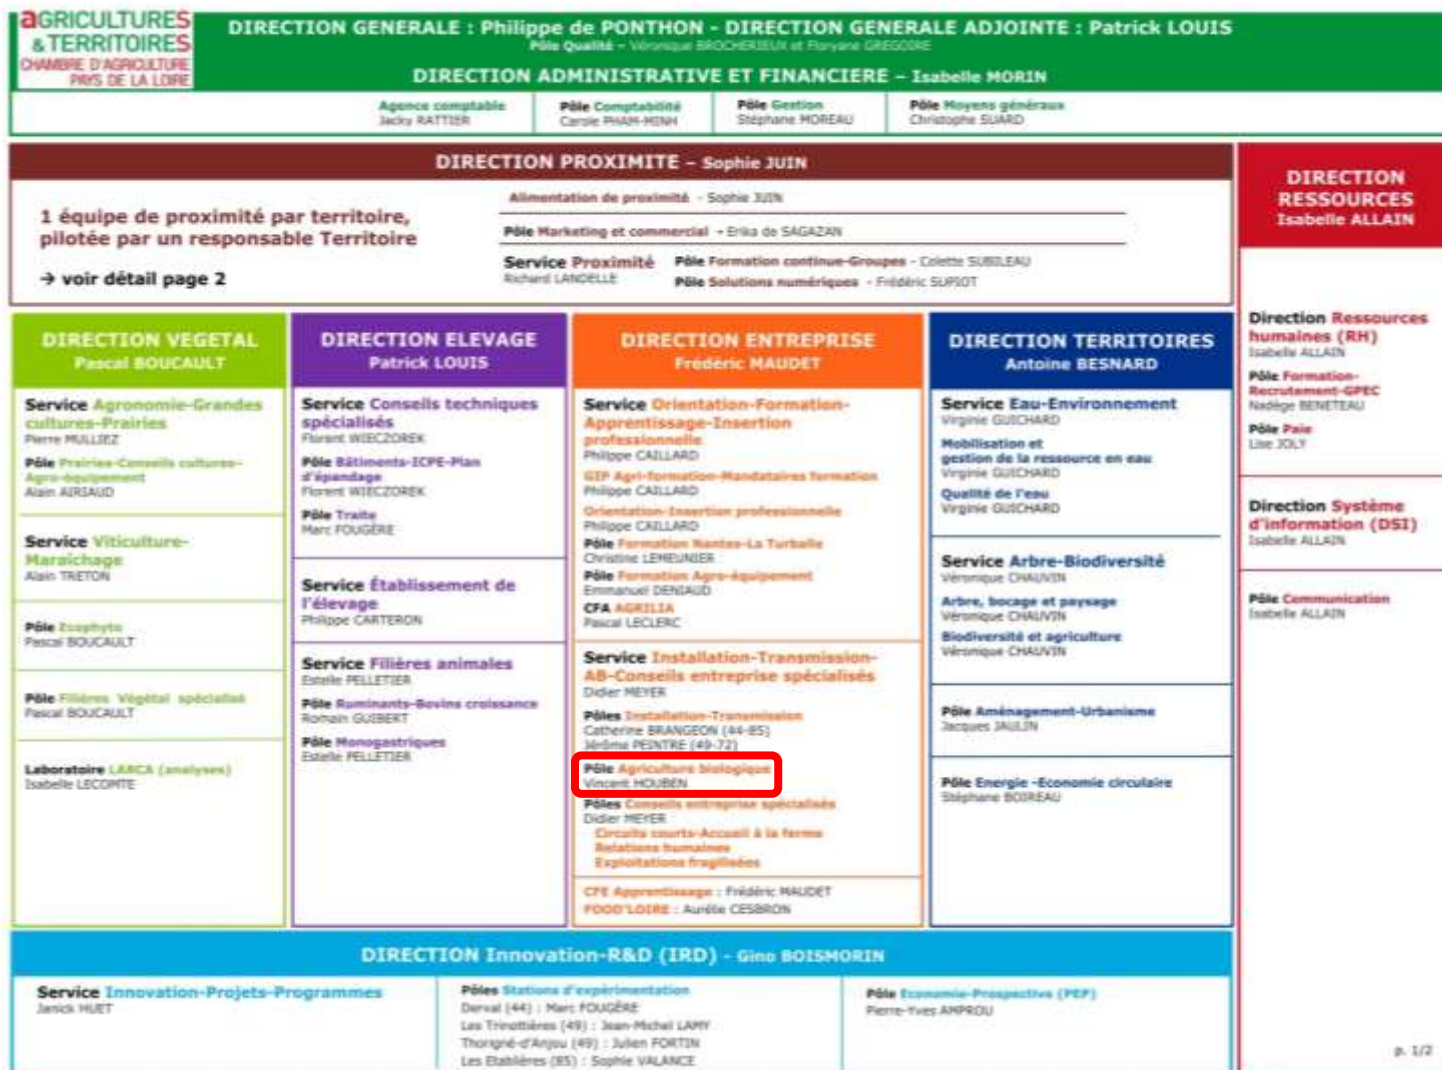 aGRICULTURES
& TERRITOIRES
CHAMBRE D'AGRICULTURE
PAYS DE LA LOIRE
DIRECTION GENERALE : Philippe de PONTHON - DIRECTION GENERALE ADJOINTE : Patrick LOUIS
Pôle Qualité – Véronique BROCHERIEUX et Floryane GREGOIRE
DIRECTION ADMINISTRATIVE ET FINANCIERE – Isabelle MORIN
Agence comptable
Jacky RATTIER
Pôle Comptabilité
Carole PHAM-MINH
Pôle Gestion
Stéphane MOREAU
Pôle Moyens généraux
Christophe SUARD
DIRECTION PROXIMITE – Sophie JUIN
1 équipe de proximité par territoire,
pilotée par un responsable Territoire
→ voir détail page 2
Alimentation de proximité - Sophie JUIN
Pôle Marketing et commercial - Erika de SAGAZAN
Service Proximité
Richard LANDELLE
Pôle Formation continue-Groupes - Colette SUBILEAU
Pôle Solutions numériques - Frédéric SUPIOT
DIRECTION
RESSOURCES
Isabelle ALLAIN
Direction Ressources
humaines (RH)
Isabelle ALLAIN
Pôle Formation-
Recrutement-GPEC
Nadège BENETEAU
Pôle Paie
Lise JOLY
Direction Système
d'information (DSI)
Isabelle ALLAIN
Pôle Communication
Isabelle ALLAIN
DIRECTION VEGETAL
Pascal BOUCAULT
Service Agronomie-Grandes
cultures-Prairies
Pierre MULLIEZ
Pôle Prairies-Conseils cultures-
Agro-équipement
Alain AIRIAUD
Service Viticulture-
Maraîchage
Alain TRETON
Pôle Ecophyto
Pascal BOUCAULT
Pôle Filières Végétal spécialisé
Pascal BOUCAULT
Laboratoire LARCA (analyses)
Isabelle LECOMTE
DIRECTION ELEVAGE
Patrick LOUIS
Service Conseils techniques
spécialisés
Florent WIECZOREK
Pôle Bâtiments-ICPE-Plan
d'épandage
Florent WIECZOREK
Pôle Traite
Marc FOUGÈRE
Service Établissement de
l'élevage
Philippe CARTERON
Service Filières animales
Estelle PELLETIER
Pôle Ruminants-Bovins croissance
Romain GUIBERT
Pôle Monogastriques
Estelle PELLETIER
DIRECTION ENTREPRISE
Frédéric MAUDET
Service Orientation-Formation-
Apprentissage-Insertion
professionnelle
Philippe CAILLARD
GIP Agri-formation-Mandataires formation
Philippe CAILLARD
Orientation-Insertion professionnelle
Philippe CAILLARD
Pôle Formation Nantes-La Turballe
Christine LEMEUNIER
Pôle Formation Agro-équipement
Emmanuel DENIAUD
CFA AGRILIA
Pascal LECLERC
Service Installation-Transmission-
AB-Conseils entreprise spécialisés
Didier MEYER
Pôles Installation-Transmission
Catherine BRANGEON (44-85)
Jérôme PEINTRE (49-72)
Pôle Agriculture biologique
Vincent HOUBEN
Pôles Conseils entreprise spécialisés
Didier MEYER
Circuits courts-Accueil à la ferme
Relations humaines
Exploitations fragilisées
CFE Apprentissage : Frédéric MAUDET
FOOD'LOIRE : Aurélie CESBRON
DIRECTION TERRITOIRES
Antoine BESNARD
Service Eau-Environnement
Virginie GUICHARD
Mobilisation et
gestion de la ressource en eau
Virginie GUICHARD
Qualité de l'eau
Virginie GUICHARD
Service Arbre-Biodiversité
Véronique CHAUVIN
Arbre, bocage et paysage
Véronique CHAUVIN
Biodiversité et agriculture
Véronique CHAUVIN
Pôle Aménagement-Urbanisme
Jacques JAULIN
Pôle Energie -Economie circulaire
Stéphane BOIREAU
DIRECTION Innovation-R&D (IRD) - Gino BOISMORIN
Service Innovation-Projets-Programmes
Janick HUET
Pôles Stations d'expérimentation
Derval (44) : Marc FOUGÈRE
Les Trinottières (49) : Jean-Michel LAMY
Thorigné-d'Anjou (49) : Julien FORTIN
Les Etablières (85) : Sophie VALANCE
Pôle Economie-Prospective (PEP)
Pierre-Yves AMPROU
p. 1/2